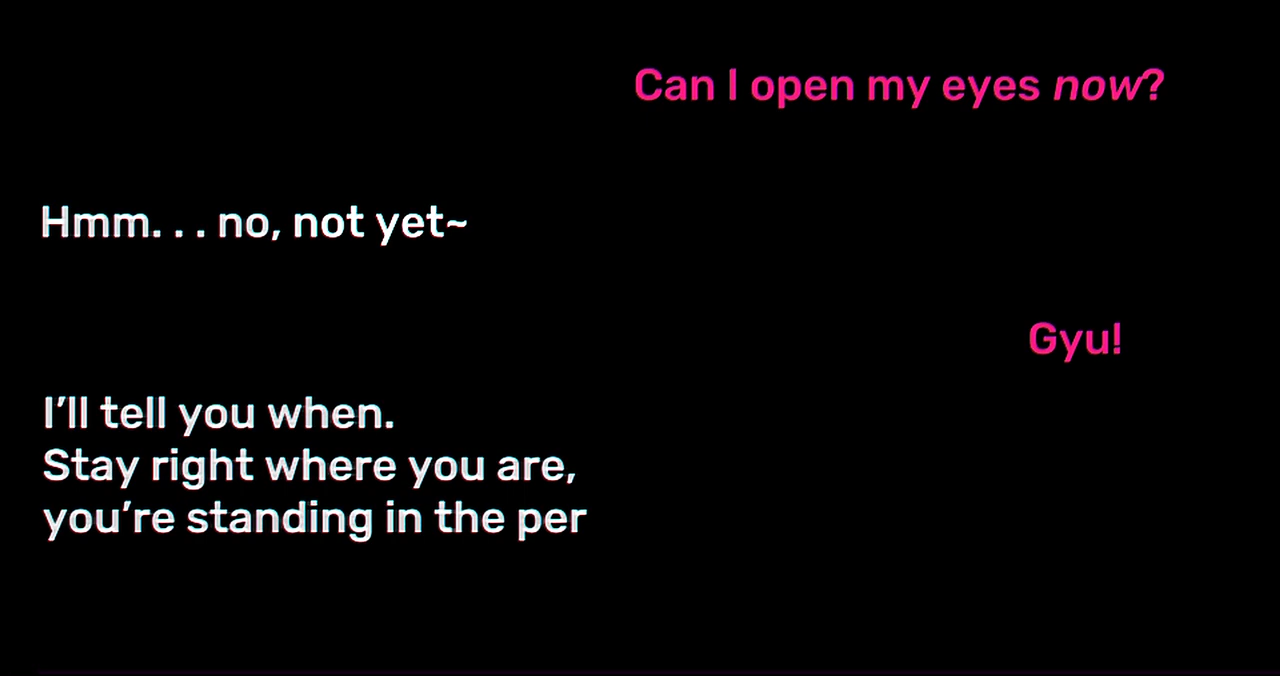 Can I open my eyes now?
Hmm. . . no, not yet~
Gyu!
I’ll tell you when.
Stay right where you are,
you’re standing in the per